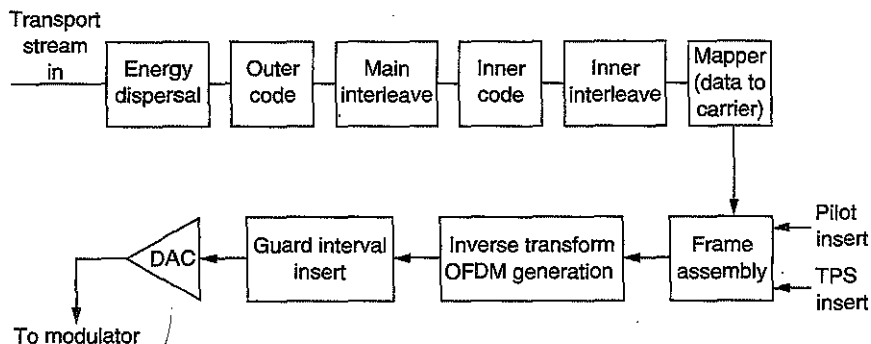 Transport
stream
in
Energy
dispersal
Outer
code
Main
interleave
Inner
code
Inner
interleave
Mapper
(data to
carrier)
Pilot
insert
Frame
assembly
TPS
insert
Inverse transform
OFDM generation
Guard interval
insert
DAC
To modulator